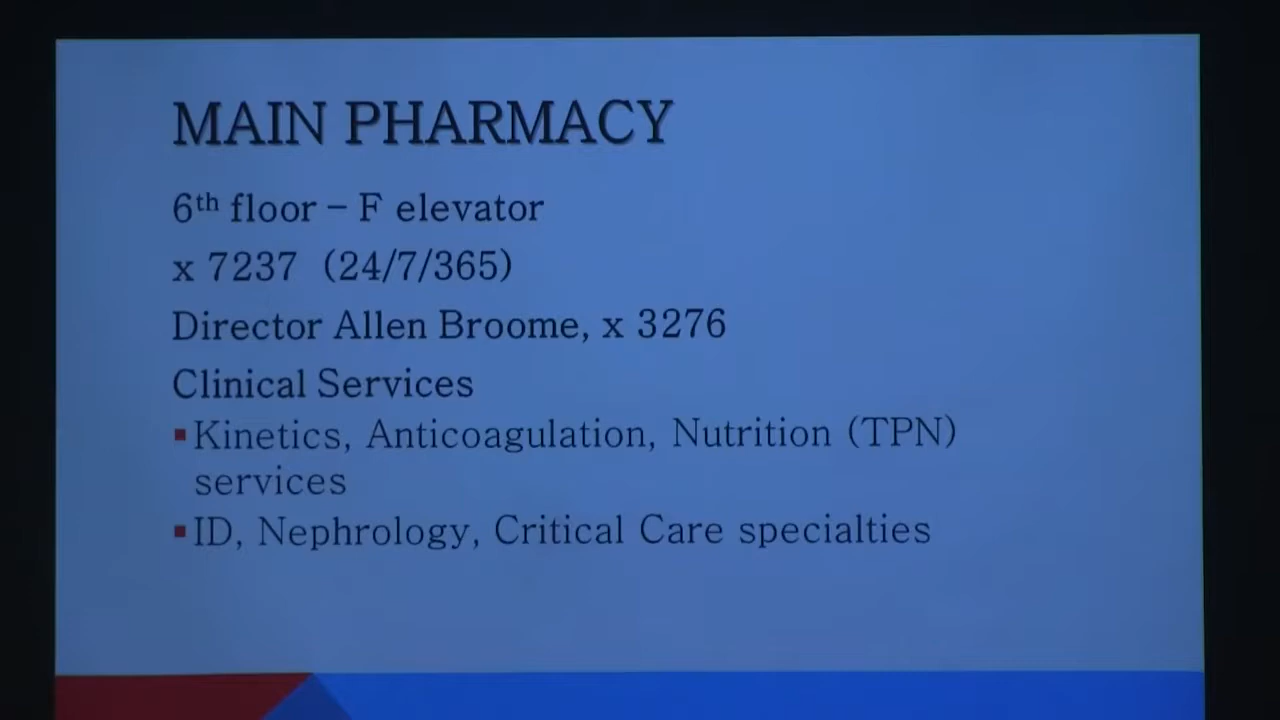 MAIN PHARMACY
6th floor – F elevator
x 7237 (24/7/365)
Director Allen Broome, x 3276
Clinical Services
▪Kinetics, Anticoagulation, Nutrition (TPN)
services
▪ID, Nephrology, Critical Care specialties